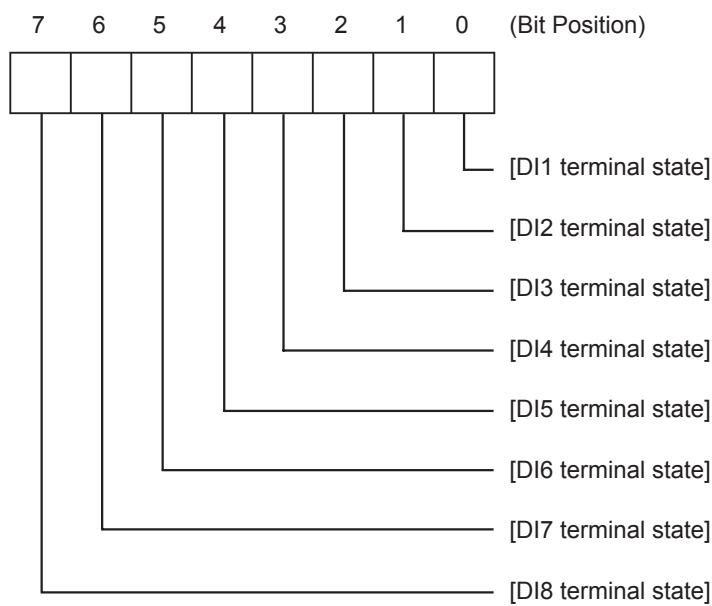 7 6 5 4 3 2 1 0 (Bit Position)
[DI1 terminal state]
[DI2 terminal state]
[DI3 terminal state]
[DI4 terminal state]
[DI5 terminal state]
[DI6 terminal state]
[DI7 terminal state]
[DI8 terminal state]